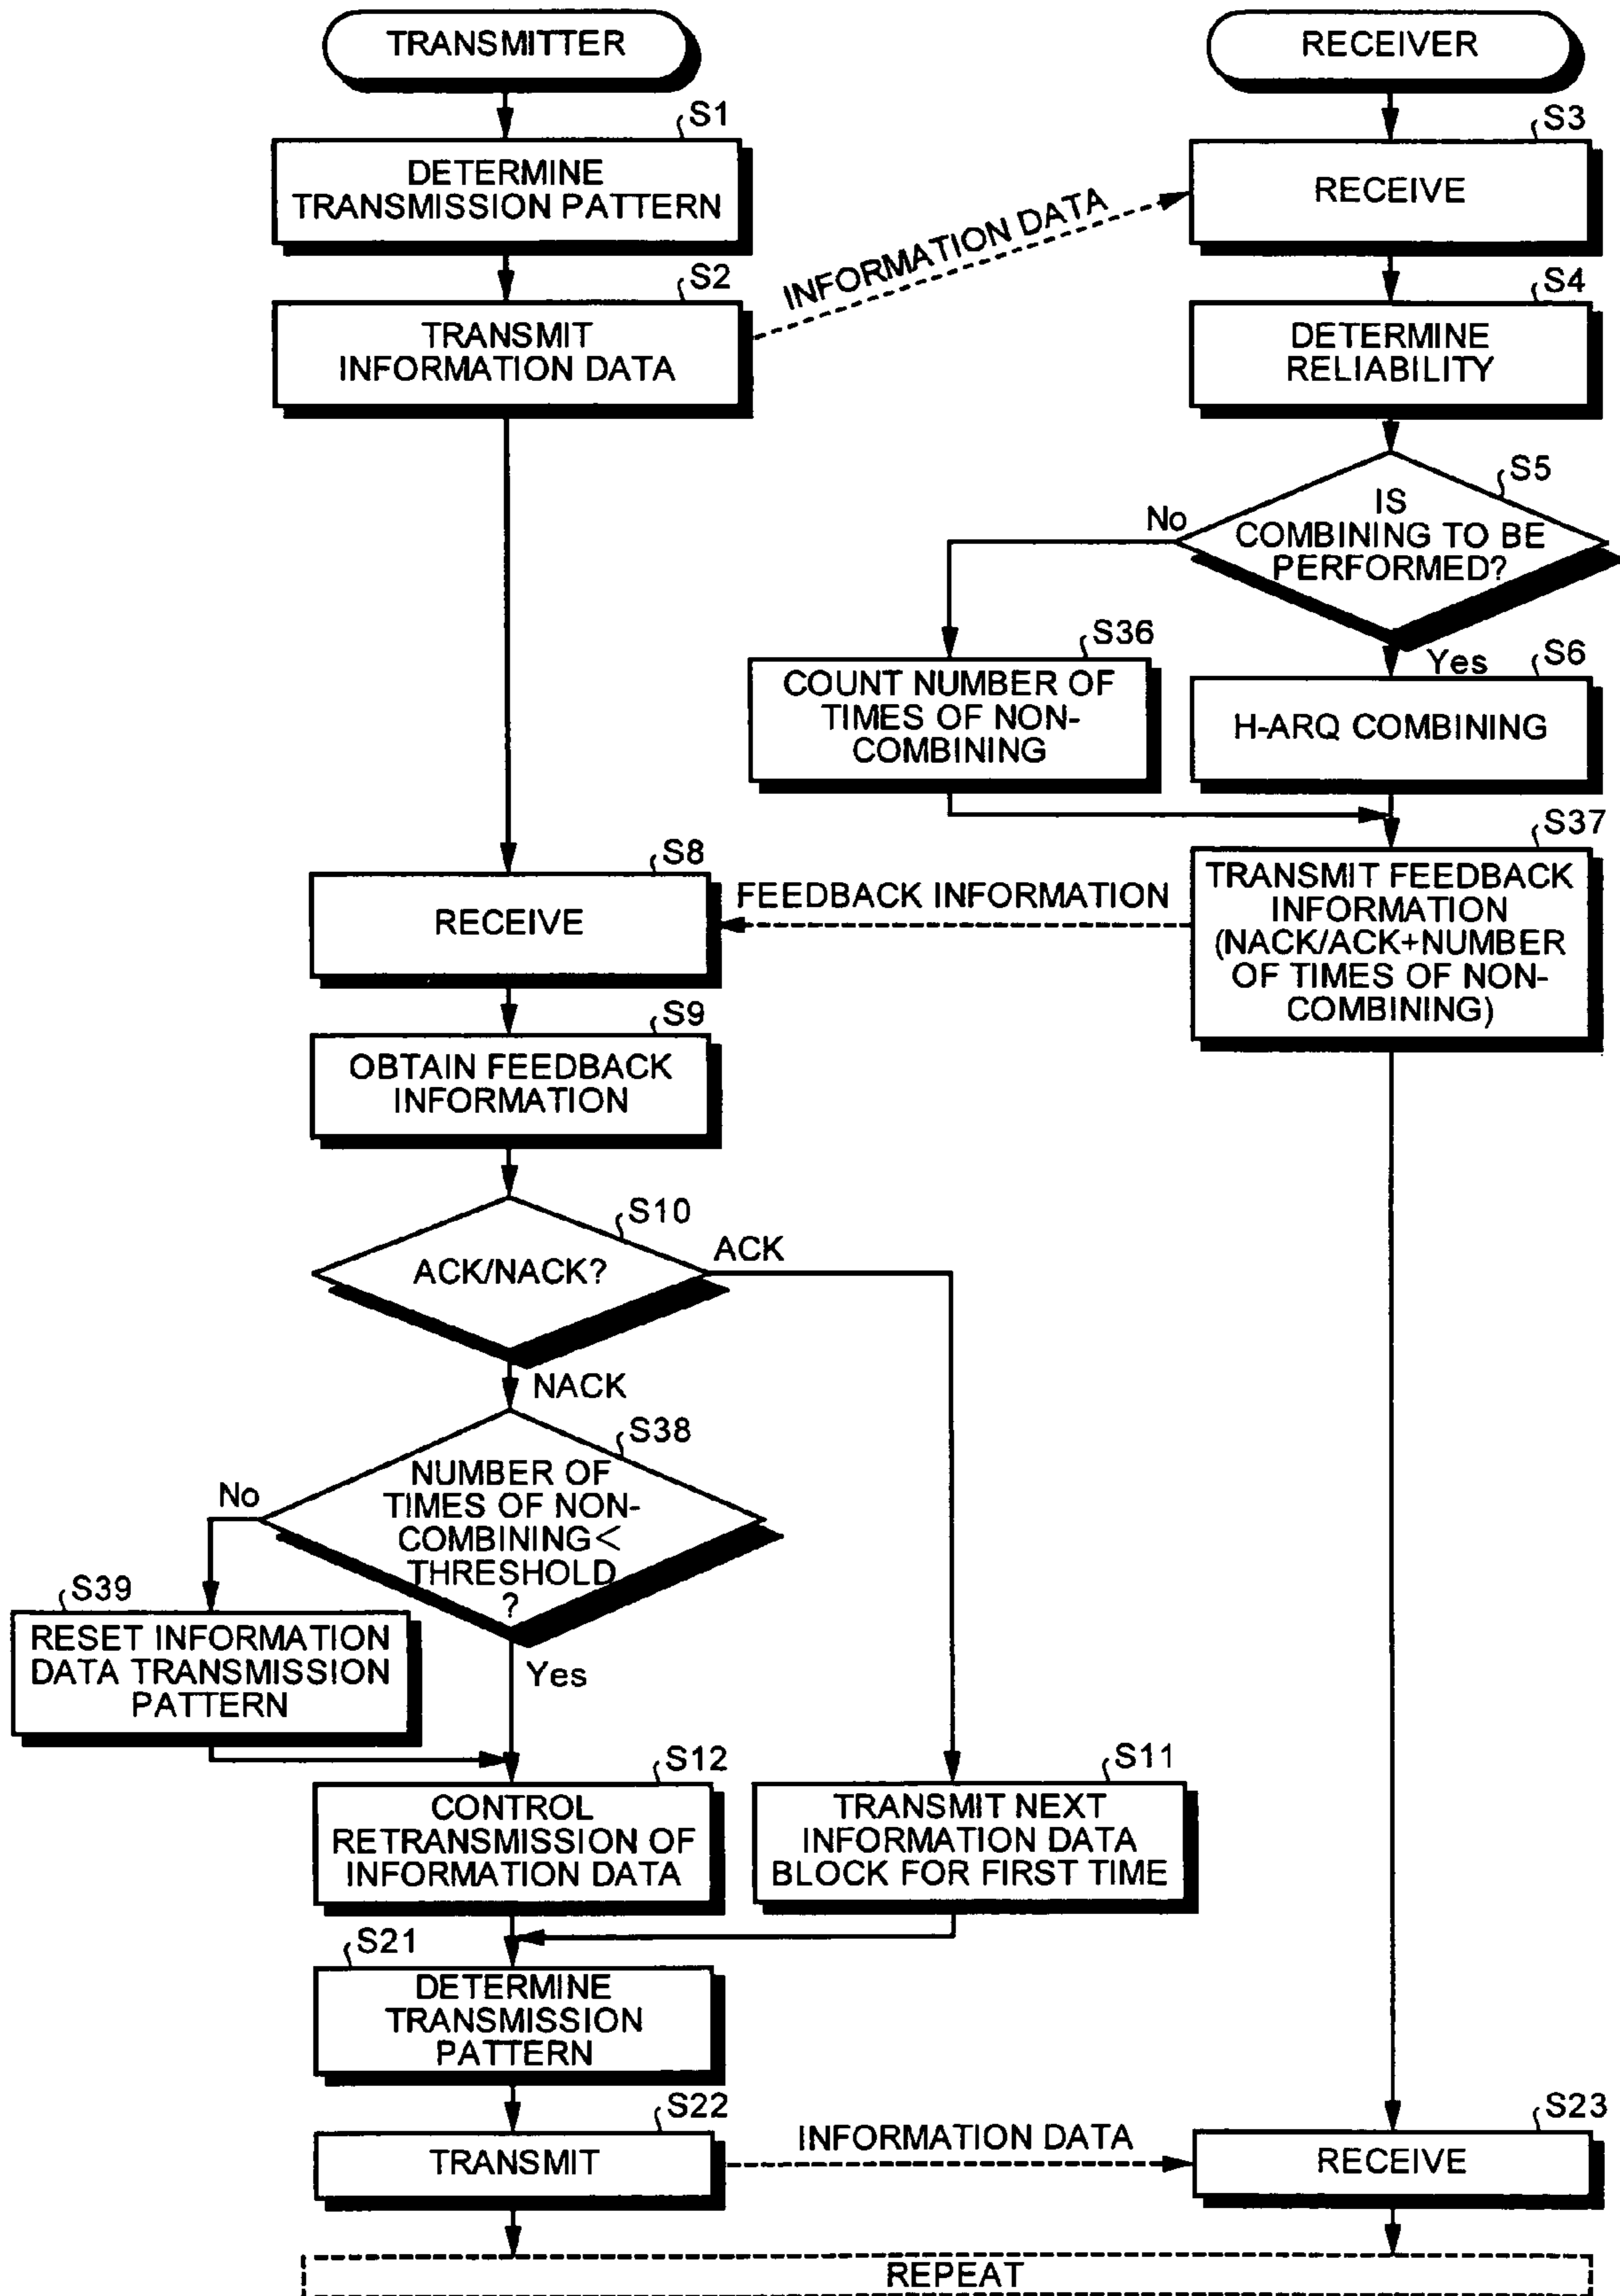 TRANSMITTER
RECEIVER
S1
DETERMINE
TRANSMISSION PATTERN
S3
RECEIVE
INFORMATION DATA
S2
TRANSMIT
INFORMATION DATA
S4
DETERMINE
RELIABILITY
S5
IS
COMBINING TO BE
PERFORMED?
No
Yes
S36
COUNT NUMBER OF
TIMES OF NON-
COMBINING
S6
H-ARQ COMBINING
S37
TRANSMIT FEEDBACK
INFORMATION
(NACK/ACK+NUMBER
OF TIMES OF NON-
COMBINING)
FEEDBACK INFORMATION
S8
RECEIVE
S9
OBTAIN FEEDBACK
INFORMATION
S10
ACK/NACK?
ACK
NACK
S38
NUMBER OF
TIMES OF NON-
COMBINING<
THRESHOLD
?
No
Yes
S39
RESET INFORMATION
DATA TRANSMISSION
PATTERN
S12
CONTROL
RETRANSMISSION OF
INFORMATION DATA
S11
TRANSMIT NEXT
INFORMATION DATA
BLOCK FOR FIRST TIME
S21
DETERMINE
TRANSMISSION
PATTERN
S22
TRANSMIT
INFORMATION DATA
S23
RECEIVE
REPEAT